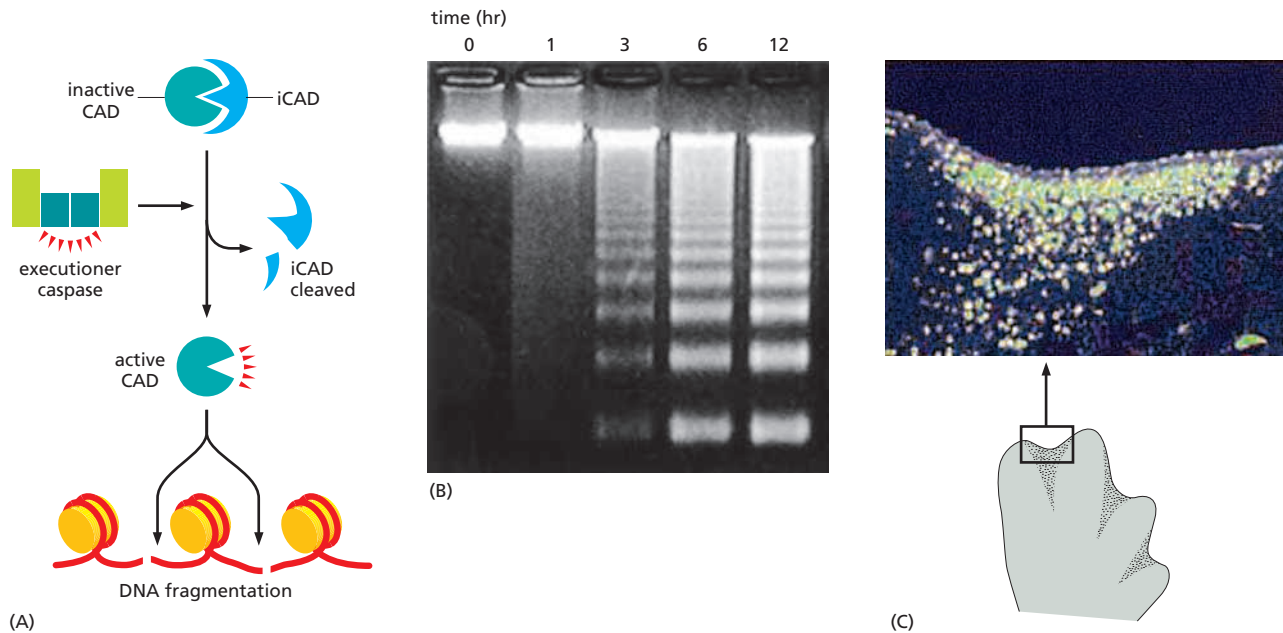 inactive
CAD
iCAD
executioner
caspase
iCAD
cleaved
active
CAD
DNA fragmentation
(A)
time (hr)
0 1 3 6 12
(B)
(C)